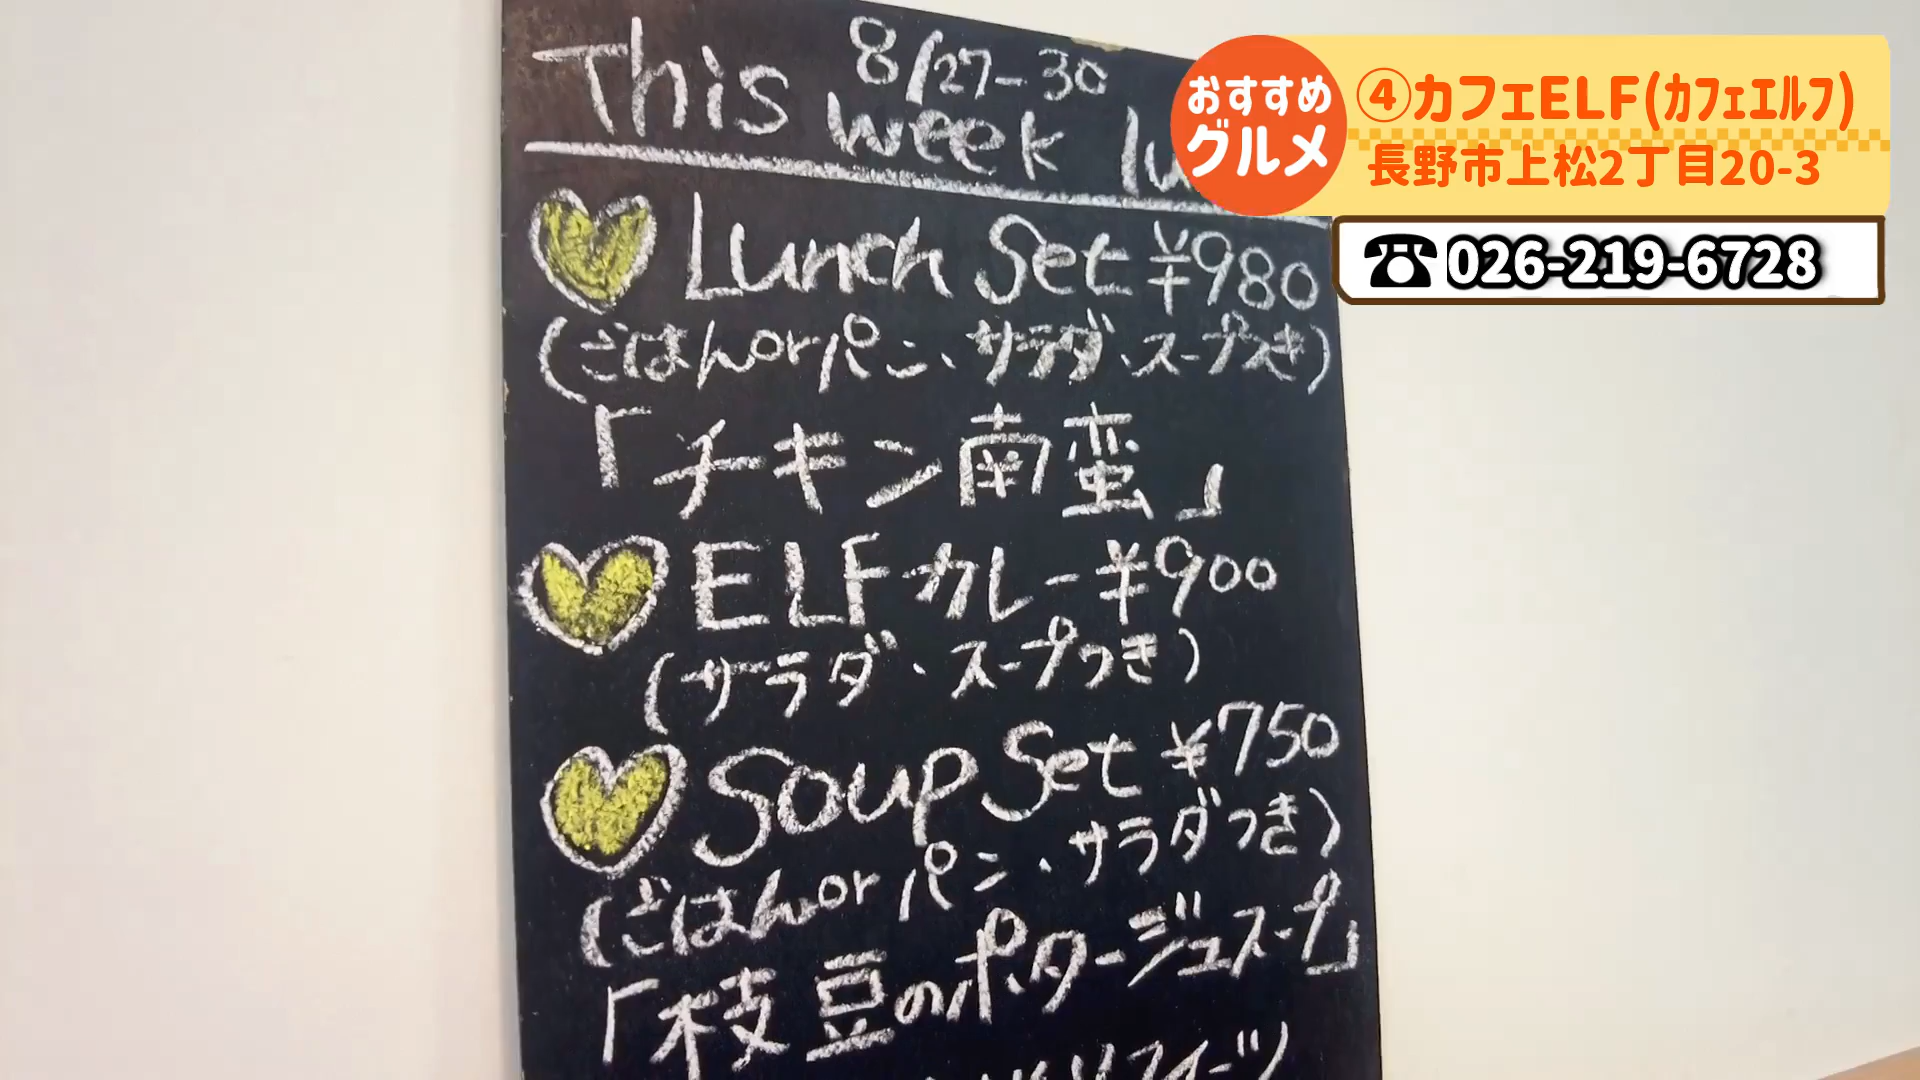 8/27-30
This week
Lunch Set ¥980
(ごはんorパン、サラダ、スープつき)
「チキン南蛮」
ELFカレー ¥900
(サラダ・スープつき)
Soup Set ¥750
(ごはんorパン、サラダつき)
「枝豆のポタージュスープ」
スイーツ
おすすめ
グルメ
④カフェELF(ｶﾌｪｴﾙﾌ)
長野市上松2丁目20-3
☎026-219-6728